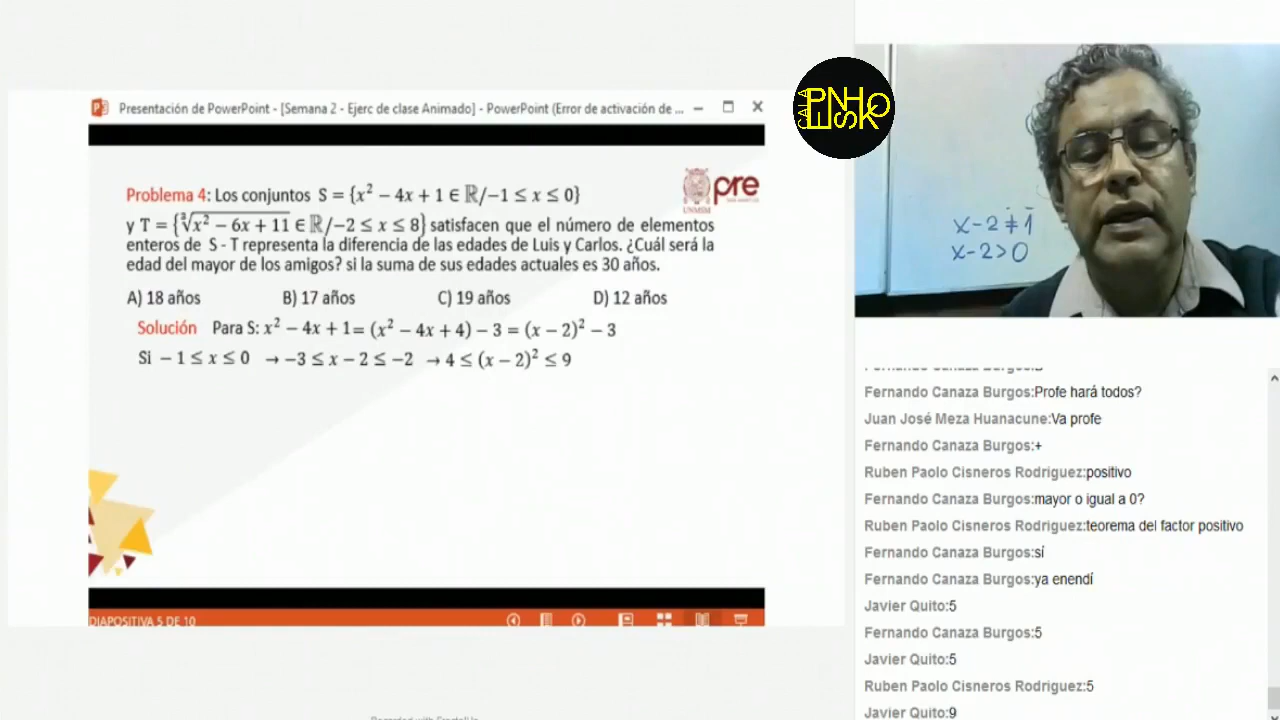 Presentación de PowerPoint - [Semana 2 - Ejerc de clase Animado] - PowerPoint (Error de activación de ...
CALA
PNHO
ESK
Problema 4: Los conjuntos S = {x² − 4x + 1 ∈ ℝ/−1 ≤ x ≤ 0}
y T = {∛(x² − 6x + 11) ∈ ℝ/−2 ≤ x ≤ 8} satisfacen que el número de elementos
enteros de S - T representa la diferencia de las edades de Luis y Carlos. ¿Cuál será la
edad del mayor de los amigos? si la suma de sus edades actuales es 30 años.
A) 18 años B) 17 años C) 19 años D) 12 años
Solución Para S: x² − 4x + 1= (x² − 4x + 4) − 3 = (x − 2)² − 3
Si −1 ≤ x ≤ 0 → −3 ≤ x − 2 ≤ −2 → 4 ≤ (x − 2)² ≤ 9
UNMSM
pre
DIAPOSITIVA 5 DE 10
x-2 ≠ 1
x-2>0
Fernando Canaza Burgos:
Fernando Canaza Burgos:Profe hará todos?
Juan José Meza Huanacune:Va profe
Fernando Canaza Burgos:+
Ruben Paolo Cisneros Rodriguez:positivo
Fernando Canaza Burgos:mayor o igual a 0?
Ruben Paolo Cisneros Rodriguez:teorema del factor positivo
Fernando Canaza Burgos:sí
Fernando Canaza Burgos:ya enendí
Javier Quito:5
Fernando Canaza Burgos:5
Javier Quito:5
Ruben Paolo Cisneros Rodriguez:5
Javier Quito:9